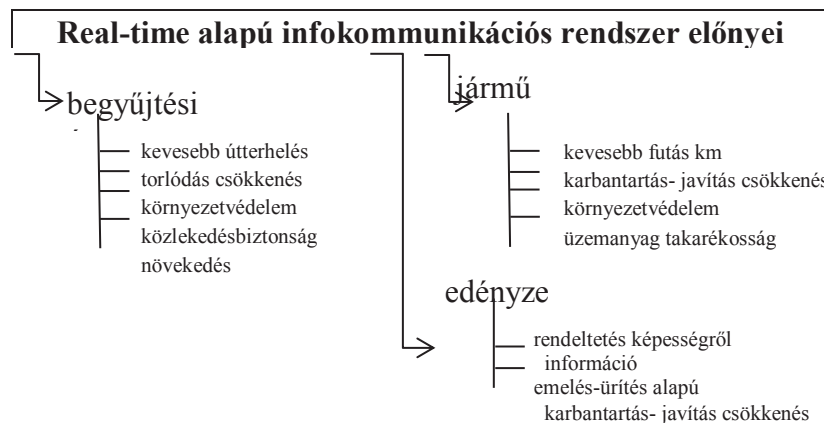 Real-time alapú infokommunikációs rendszer előnyei
begyűjtési
kevesebb útterhelés
torlódás csökkenés
környezetvédelem
közlekedésbiztonság
növekedés
jármű
kevesebb futás km
karbantartás- javítás csökkenés
környezetvédelem
üzemanyag takarékosság
edényze
rendeltetés képességről
információ
emelés-ürítés alapú
karbantartás- javítás csökkenés